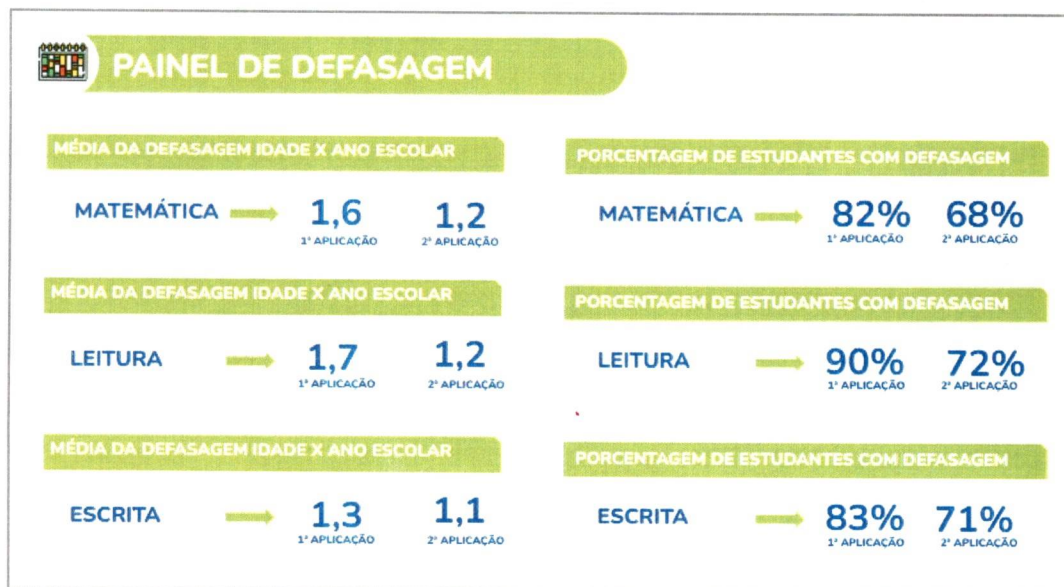 PAINEL DE DEFASAGEM
MÉDIA DA DEFASAGEM IDADE X ANO ESCOLAR
MATEMÁTICA
1,6
1ª APLICAÇÃO
1,2
2ª APLICAÇÃO
PORCENTAGEM DE ESTUDANTES COM DEFASAGEM
MATEMÁTICA
82%
1ª APLICAÇÃO
68%
2ª APLICAÇÃO
MÉDIA DA DEFASAGEM IDADE X ANO ESCOLAR
LEITURA
1,7
1ª APLICAÇÃO
1,2
2ª APLICAÇÃO
PORCENTAGEM DE ESTUDANTES COM DEFASAGEM
LEITURA
90%
1ª APLICAÇÃO
72%
2ª APLICAÇÃO
MÉDIA DA DEFASAGEM IDADE X ANO ESCOLAR
ESCRITA
1,3
1ª APLICAÇÃO
1,1
2ª APLICAÇÃO
PORCENTAGEM DE ESTUDANTES COM DEFASAGEM
ESCRITA
83%
1ª APLICAÇÃO
71%
2ª APLICAÇÃO